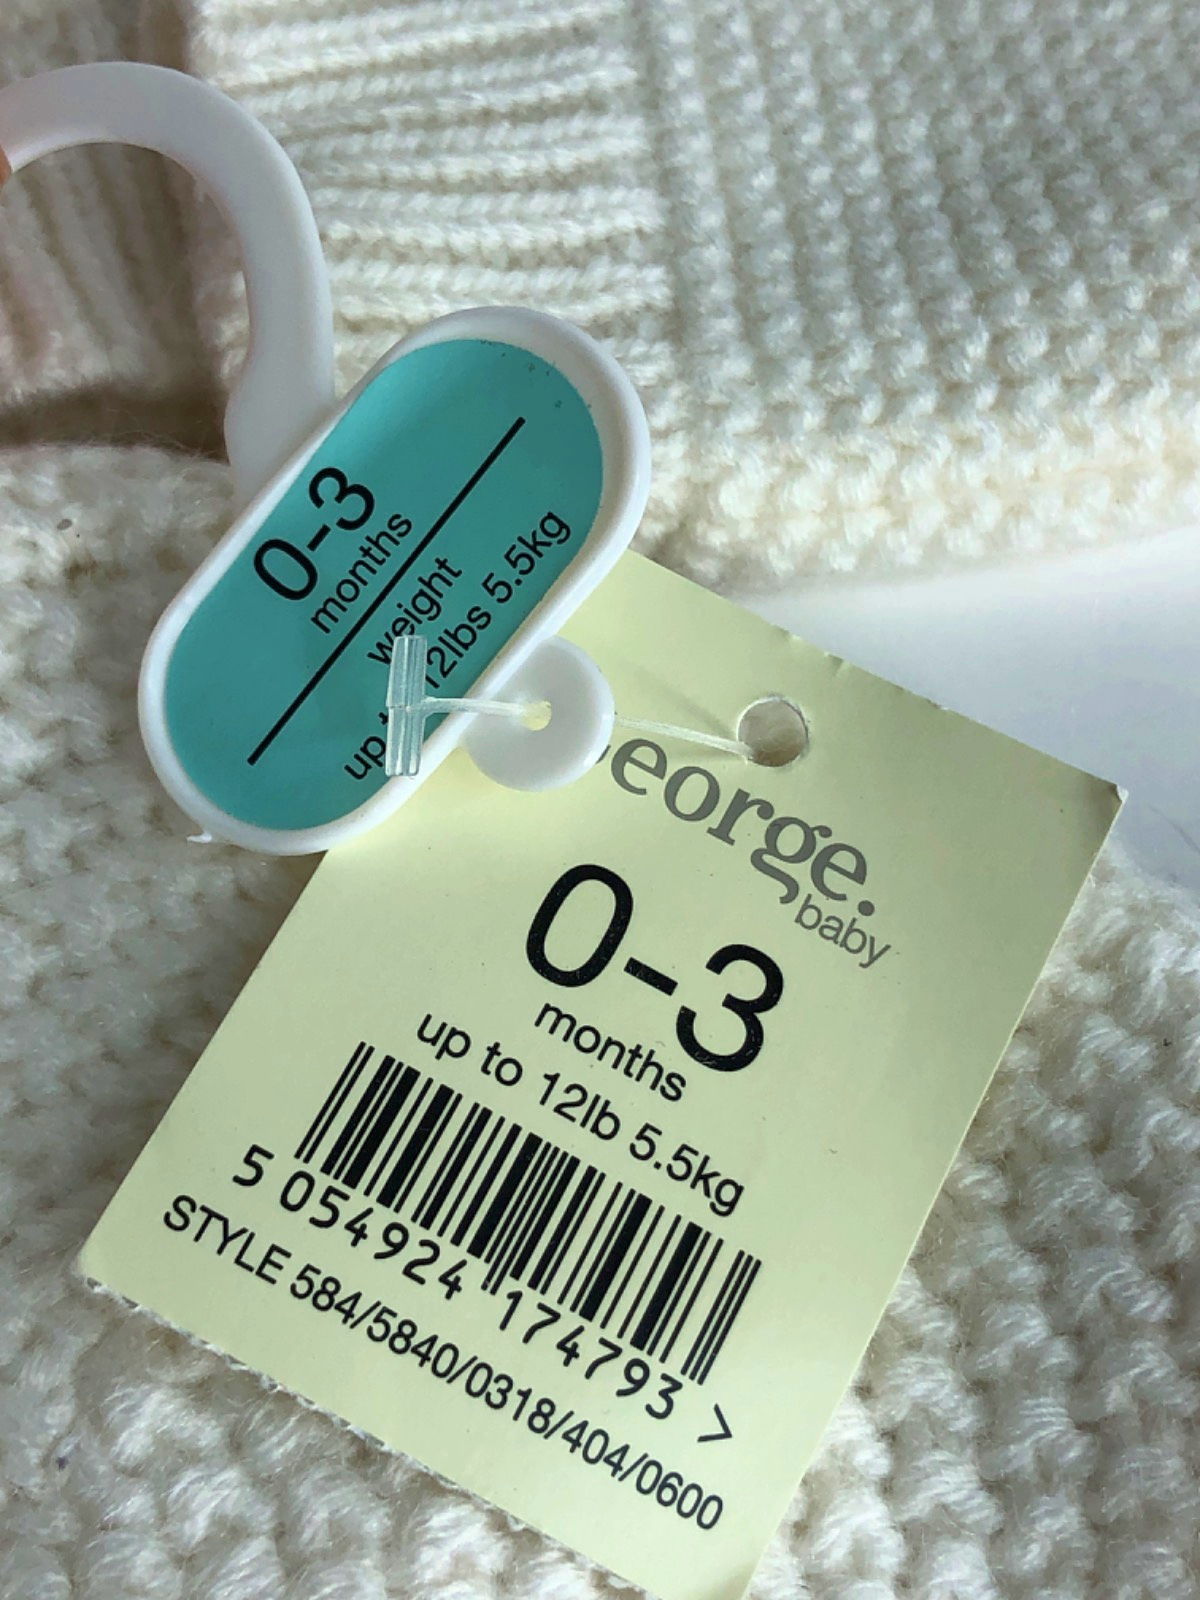 0-3
months
weight
up 12lbs 5.5kg
eorge.
baby
0-3
months
up to 12lb 5.5kg
5 054924 174793 >
STYLE 584/5840/0318/404/0600